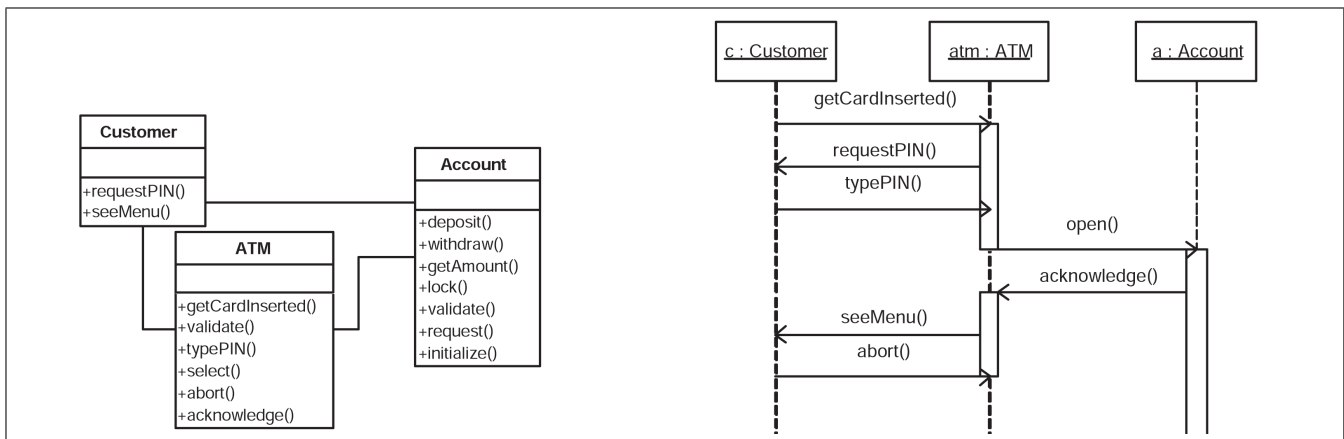 Customer
+requestPIN()
+seeMenu()
ATM
+getCardInserted()
+validate()
+typePIN()
+select()
+abort()
+acknowledge()
Account
+deposit()
+withdraw()
+getAmount()
+lock()
+validate()
+request()
+initialize()
c : Customer
atm : ATM
a : Account
getCardInserted()
requestPIN()
typePIN()
open()
acknowledge()
seeMenu()
abort()